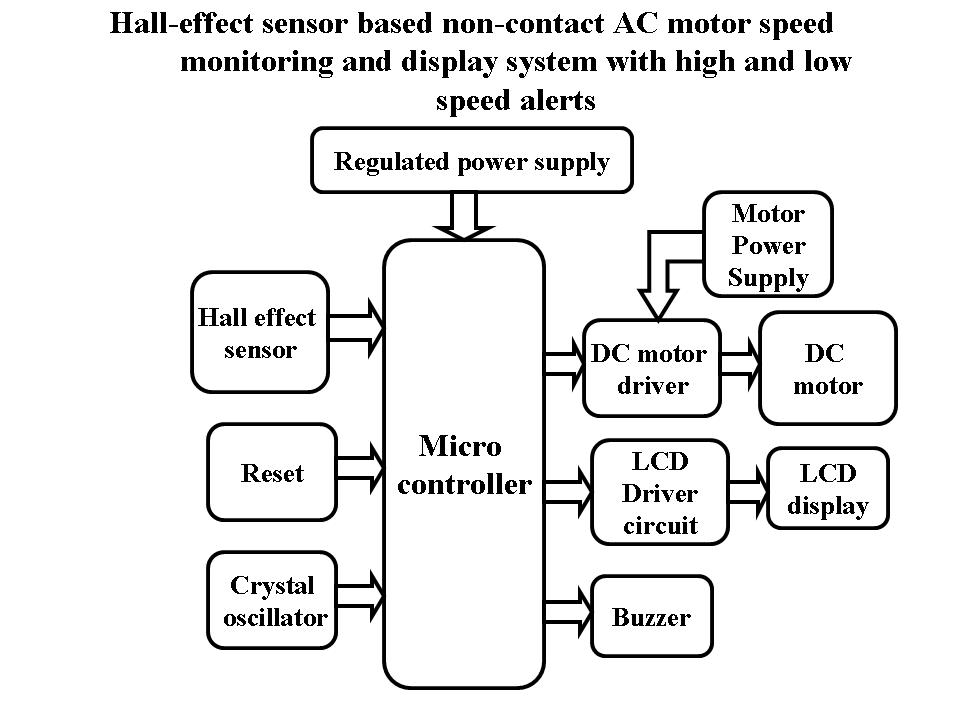 Hall-effect sensor based non-contact AC motor speed
monitoring and display system with high and low
speed alerts
Regulated power supply
Motor
Power
Supply
Hall effect
sensor
DC motor
driver
DC
motor
Micro
controller
Reset
LCD
Driver
circuit
LCD
display
Crystal
oscillator
Buzzer